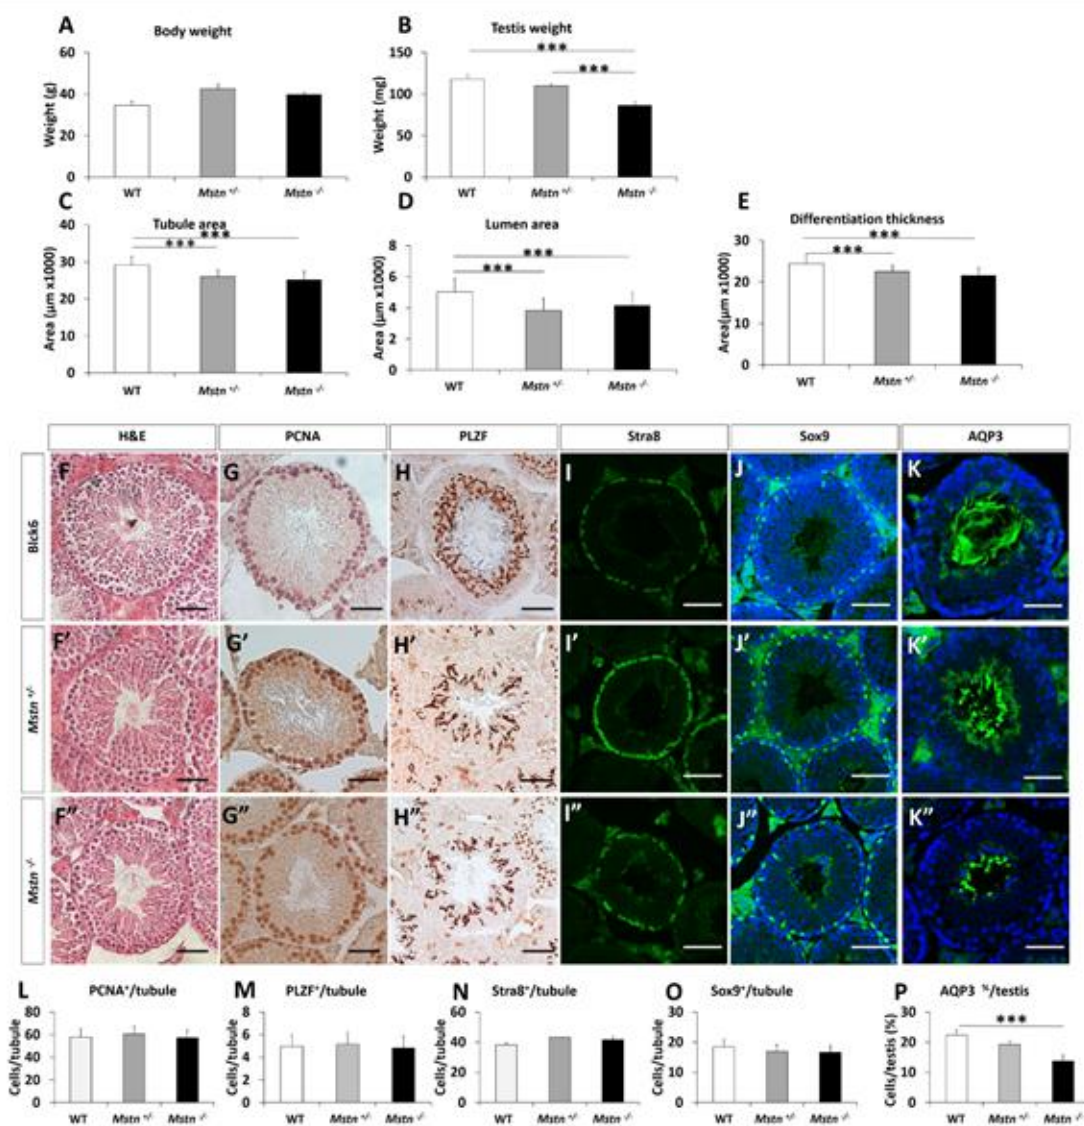 A Body weight
Weight (g)
60
40
20
0
WT Mstn +/- Mstn -/-
B Testis weight
Weight (mg)
150
100
50
0
***
***
WT Mstn +/- Mstn -/-
C Tubule area
Area (µm x1000)
40
30
20
10
0
***
***
WT Mstn +/- Mstn -/-
D Lumen area
Area (µm x1000)
8
6
4
2
0
***
***
WT Mstn +/- Mstn -/-
E Differentiation thickness
Area(µm x1000)
30
20
10
0
***
***
WT Mstn +/- Mstn -/-
H&E PCNA PLZF Stra8 Sox9 AQP3
Blck6
F G H I J K
Mstn +/-
F' G' H' I' J' K'
Mstn -/-
F" G" H" I" J" K"
L PCNA+/tubule
Cells/tubule
80
60
40
20
0
WT Mstn +/- Mstn -/-
M PLZF+/tubule
Cells/tubule
8
6
4
2
0
WT Mstn +/- Mstn -/-
N Stra8+/tubule
Cells/tubule
60
40
20
0
WT Mstn +/- Mstn -/-
O Sox9+/tubule
Cells/tubule
30
20
10
0
WT Mstn +/- Mstn -/-
P AQP3 %/testis
Cells/testis (%)
30
20
10
0
***
WT Mstn +/- Mstn -/-